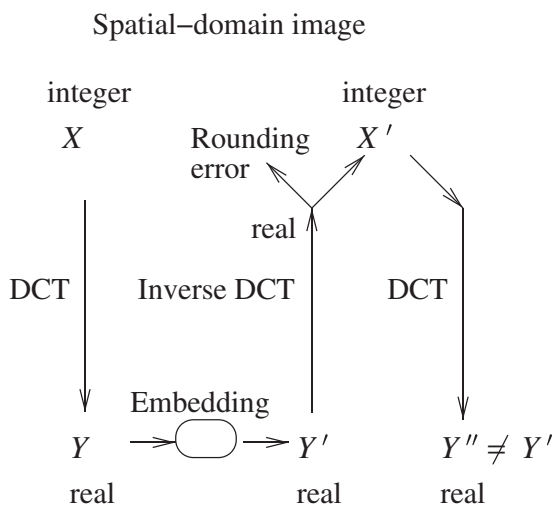 Spatial–domain image
integer
integer
X
Rounding
error
X'
real
DCT
Inverse DCT
DCT
Embedding
Y
Y'
Y'' ≠ Y'
real
real
real